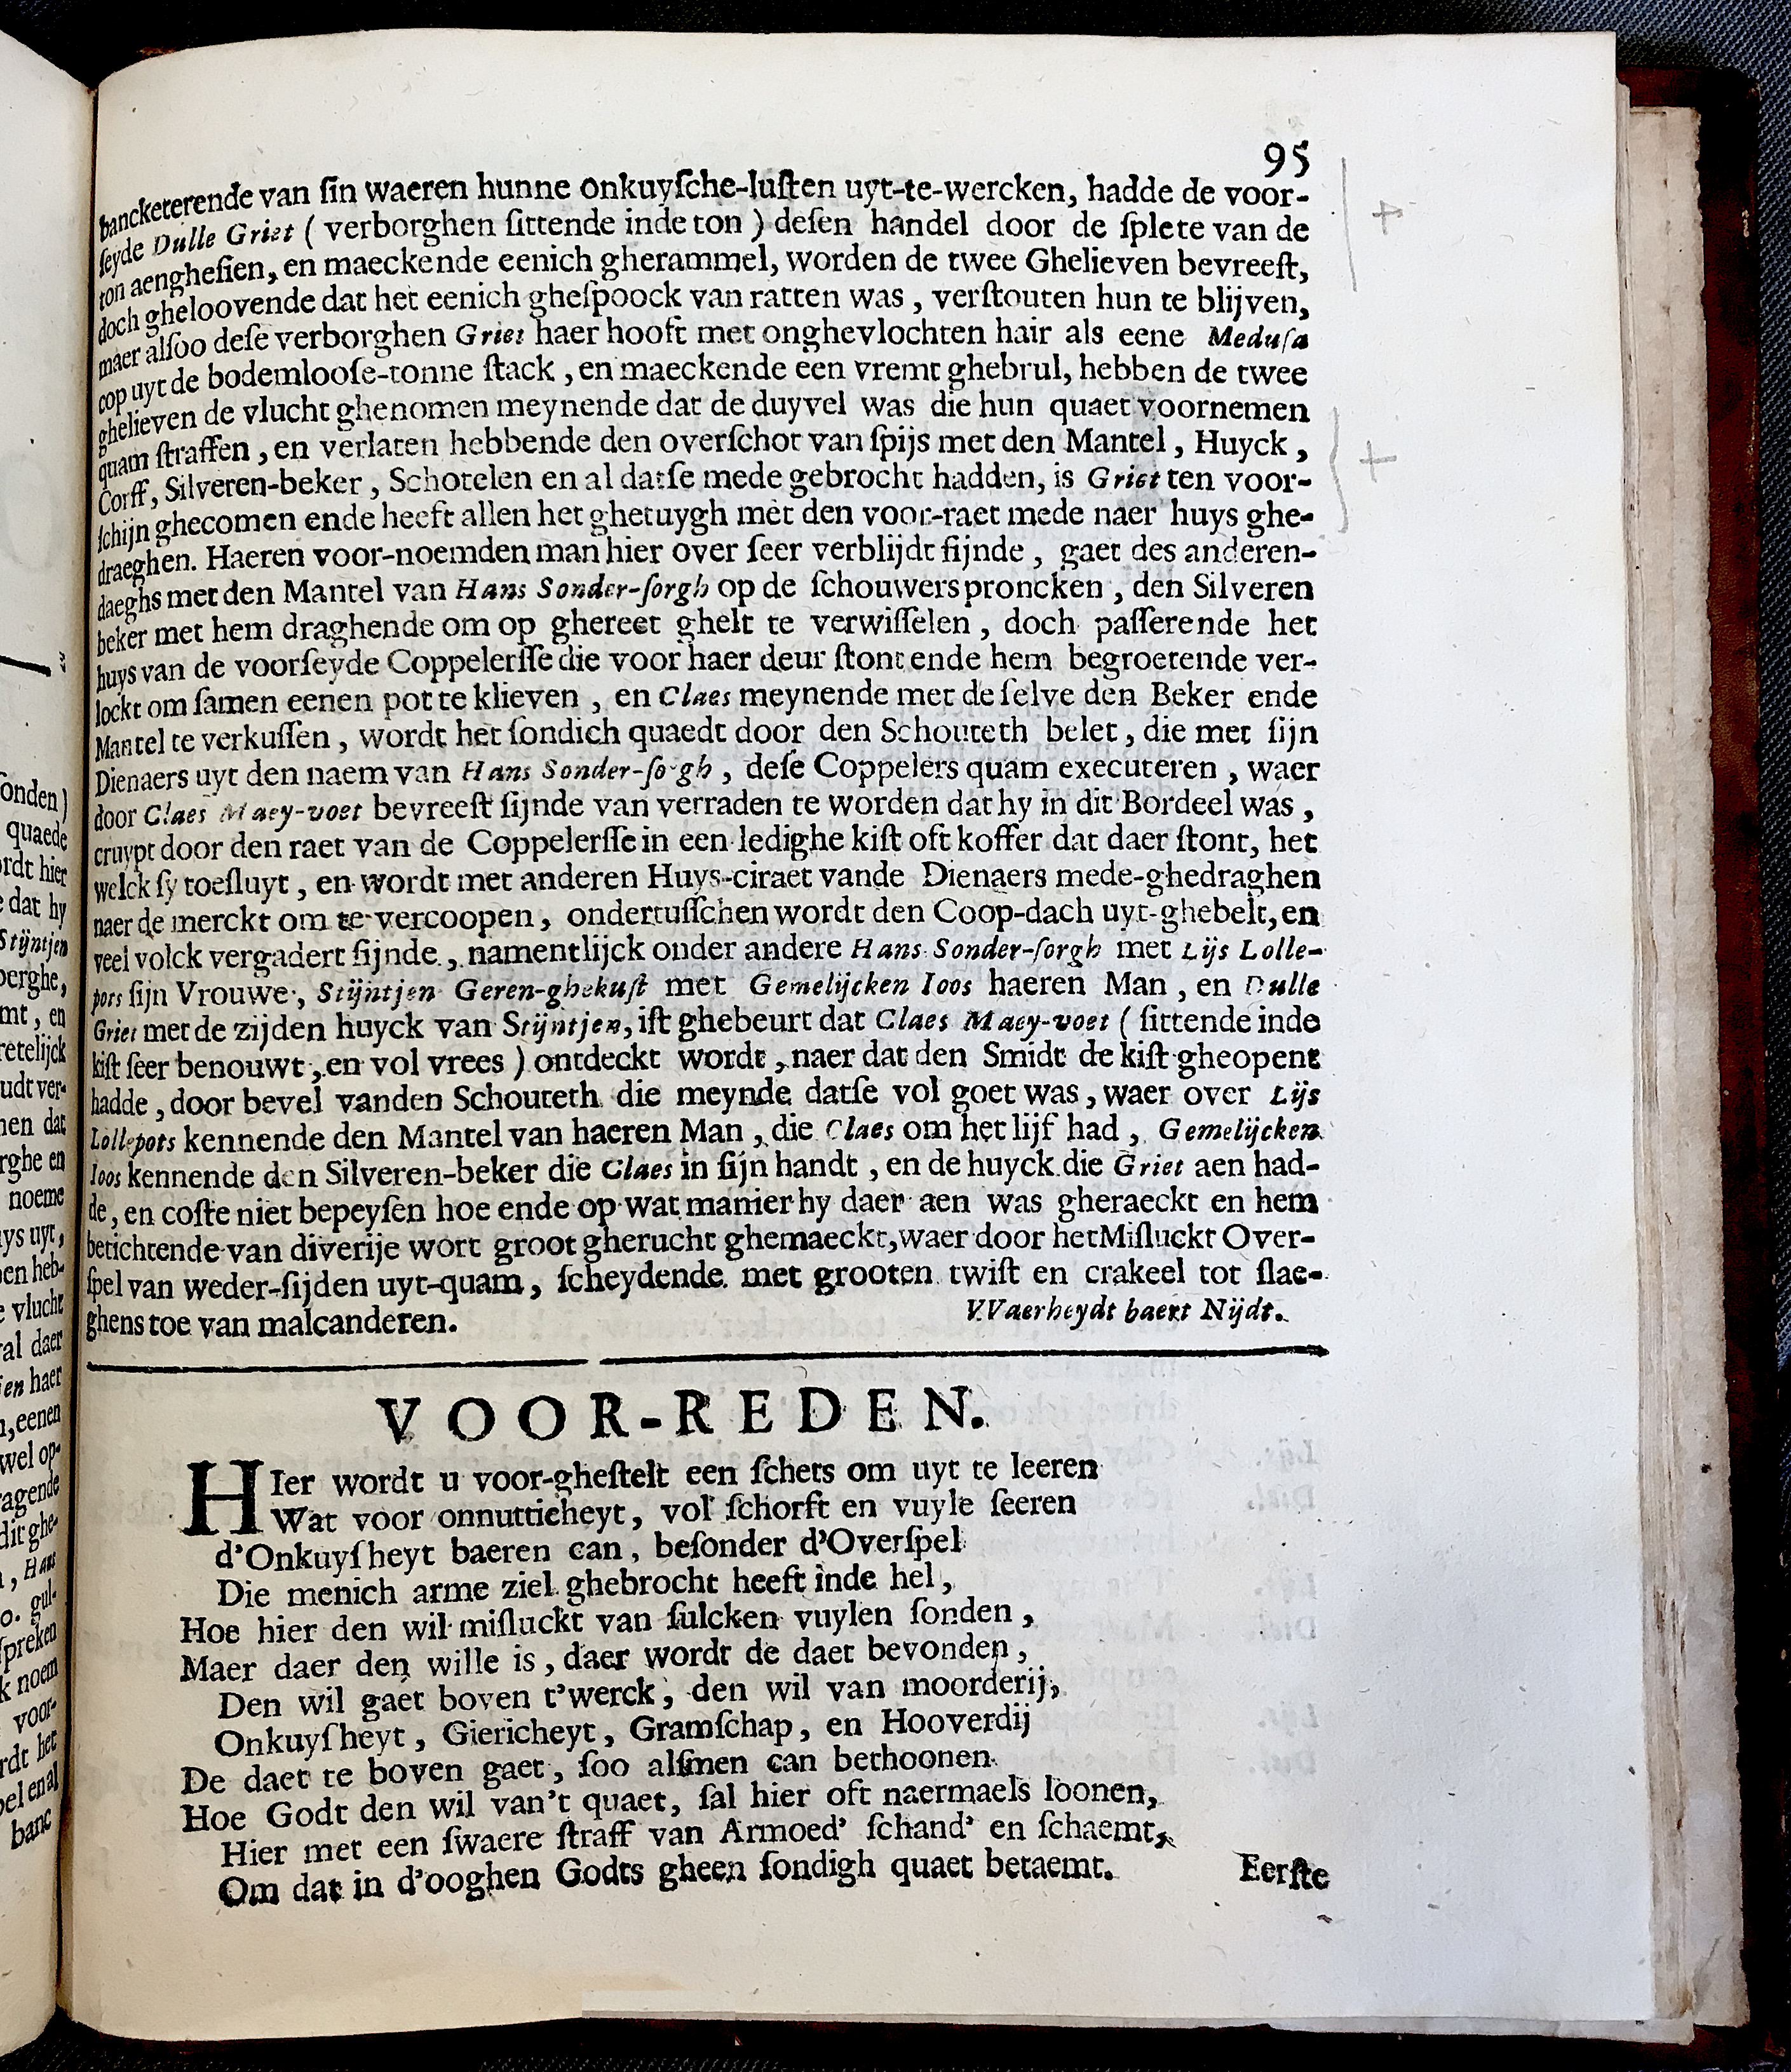 95
bancketerende van ſin waeren hunne onkuyſche-luſten uyt-te-wercken, hadde de voor-
ſeyde Dulle Griet ( verborghen ſittende inde ton ) deſen handel door de ſplete van de
ton aengheſien, en maeckende eenich gherammel, worden de twee Ghelieven bevreeſt,
doch gheloovende dat het eenich gheſpoock van ratten was , verſtouten hun te blijven,
maer alſoo deſe verborghen Griet haer hooft met onghevlochten hair als eene Meduſa
cop uyt de bodemlooſe-tonne ſtack , en maeckende een vremt ghebrul, hebben de twee
ghelieven de vlucht ghenomen meynende dat de duyvel was die hun quaet voornemen
quam ſtraffen , en verlaten hebbende den overſchot van ſpijs met den Mantel , Huyck ,
Corff, Silveren-beker , Schotelen en al datſe mede gebrocht hadden, is Griet ten voor-
ſchijn ghecomen ende heeft allen het ghetuygh met den voor-raet mede naer huys ghe-
draeghen. Haeren voor-noemden man hier over ſeer verblijdt ſijnde , gaet des anderen-
daeghs met den Mantel van Hans Sonder-ſorgh op de ſchouwers proncken , den Silveren
beker met hem draghende om op ghereet ghelt te verwiſſelen , doch paſſerende het
huys van de voorſeyde Coppelerſſe die voor haer deur ſtont ende hem begroetende ver-
lockt om ſamen eenen pot te klieven , en Claes meynende met de ſelve den Beker ende
Mantel te verkuſſen , wordt het ſondich quaedt door den Schouteth belet , die met ſijn
Dienaers uyt den naem van Hans Sonder-ſorgh , deſe Coppelers quam executeren , waer
door Claes Maey-voet bevreeſt ſijnde van verraden te worden dat hy in dit Bordeel was ,
cruypt door den raet van de Coppelerſſe in een ledighe kiſt oft koffer dat daer ſtont, het
welck ſy toeſluyt , en wordt met anderen Huys-ciraet vande Dienaers mede-ghedraghen
naer de merckt om te vercoopen , ondertuſſchen wordt den Coop-dach uyt-ghebelt, en
veel volck vergadert ſijnde , namentlijck onder andere Hans Sonder-ſorgh met Lijs Lolle-
pots ſijn Vrouwe , Stijntjen Geren-ghekuſt met Gemelijcken Ioos haeren Man , en Dulle
Griet met de zijden huyck van Stijntjen, iſt ghebeurt dat Claes Maey-voet ( ſittende inde
kiſt ſeer benouwt , en vol vrees ) ontdeckt wordt , naer dat den Smidt de kiſt gheopent
hadde , door bevel vanden Schouteth die meynde datſe vol goet was , waer over Lijs
Lollepots kennende den Mantel van haeren Man , die Claes om het lijf had , Gemelijcken
Ioos kennende den Silveren-beker die Claes in ſijn handt , en de huyck die Griet aen had-
de , en coſte niet bepeyſen hoe ende op wat manier hy daer aen was gheraeckt en hem
betichtende van diverije wort groot gherucht ghemaeckt, waer door het Miſluckt Over-
ſpel van weder-ſijden uyt-quam , ſcheydende met grooten twiſt en crakeel tot ſlae-
ghens toe van malcanderen.
VVaerheydt baert Nijdt.
VOOR-REDEN.
HIer wordt u voor-gheſtelt een ſchets om uyt te leeren
Wat voor onnutticheyt, vol ſchorft en vuyle ſeeren
d'Onkuyſheyt baeren can , beſonder d'Overſpel
Die menich arme ziel ghebrocht heeft inde hel ,
Hoe hier den wil miſluckt van ſulcken vuylen ſonden ,
Maer daer den wille is , daer wordt de daet bevonden ,
Den wil gaet boven t'werck , den wil van moorderij,
Onkuyſheyt , Giericheyt , Gramſchap , en Hooverdij
De daet te boven gaet , ſoo alſmen can bethoonen
Hoe Godt den wil van't quaet, ſal hier oft naermaels loonen,
Hier met een ſwaere ſtraff van Armoed' ſchand' en ſchaemt,
Om dat in d'ooghen Godts gheen ſondigh quaet betaemt.
Eerſte